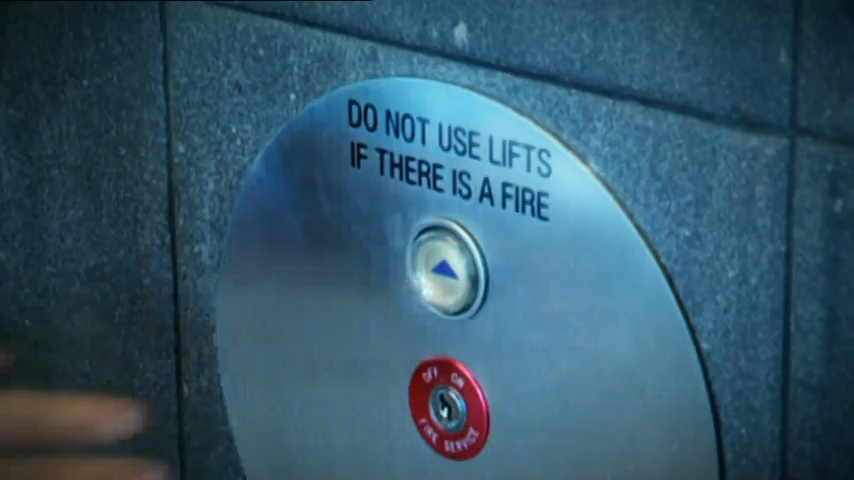 DO NOT USE LIFTS
IF THERE IS A FIRE
OFF ON
FIRE SERVICE